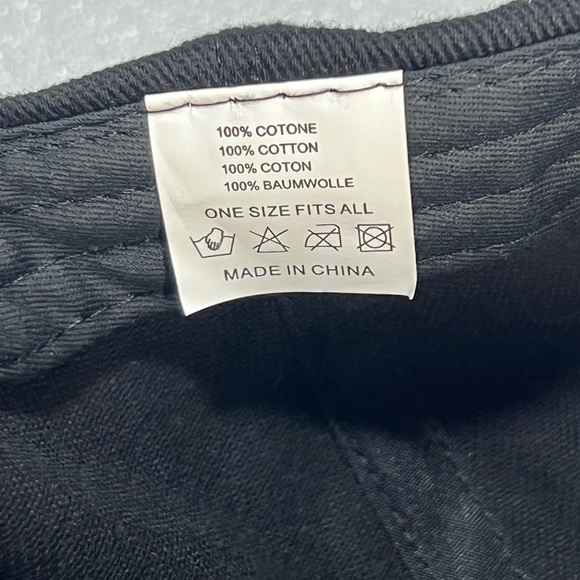 100% COTONE
100% COTTON
100% COTON
100% BAUMWOLLE
ONE SIZE FITS ALL
MADE IN CHINA